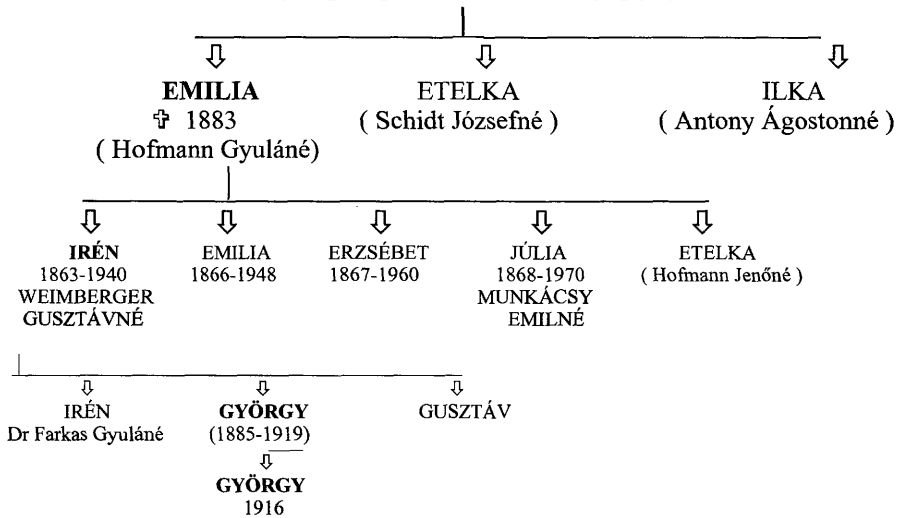 EMILIA ETELKA ILKA
✞ 1883 ( Schidt Józsefné ) ( Antony Ágostonné )
( Hofmann Gyuláné)
IRÉN EMILIA ERZSÉBET JÚLIA ETELKA
1863-1940 1866-1948 1867-1960 1868-1970 ( Hofmann Jenőné )
WEIMBERGER MUNKÁCSY
GUSZTÁVNÉ EMILNÉ
IRÉN GYÖRGY GUSZTÁV
Dr Farkas Gyuláné (1885-1919)
GYÖRGY
1916